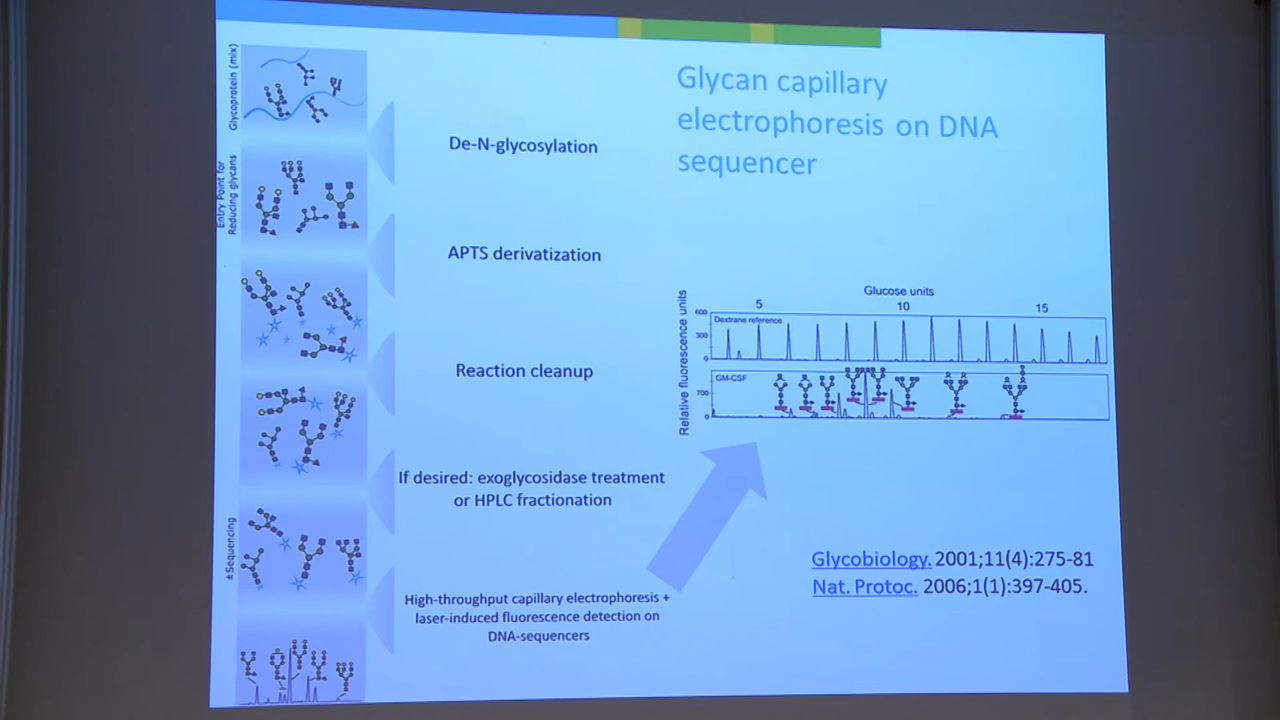 Glycan capillary
electrophoresis on DNA
sequencer
Glycoprotein (mix)
Entry Point for
Reducing glycans
± Sequencing
De-N-glycosylation
APTS derivatization
Reaction cleanup
If desired: exoglycosidase treatment
or HPLC fractionation
High-throughput capillary electrophoresis +
laser-induced fluorescence detection on
DNA-sequencers
Glucose units
5 10 15
Relative fluorescence units
600
300
0
Dextrane reference
GM-CSF
700
0
Glycobiology. 2001;11(4):275-81
Nat. Protoc. 2006;1(1):397-405.